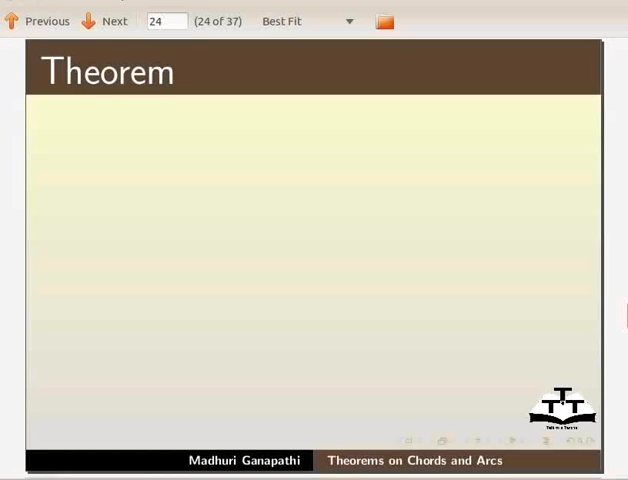 Previous Next 24 (24 of 37) Best Fit
Theorem
Madhuri Ganapathi Theorems on Chords and Arcs